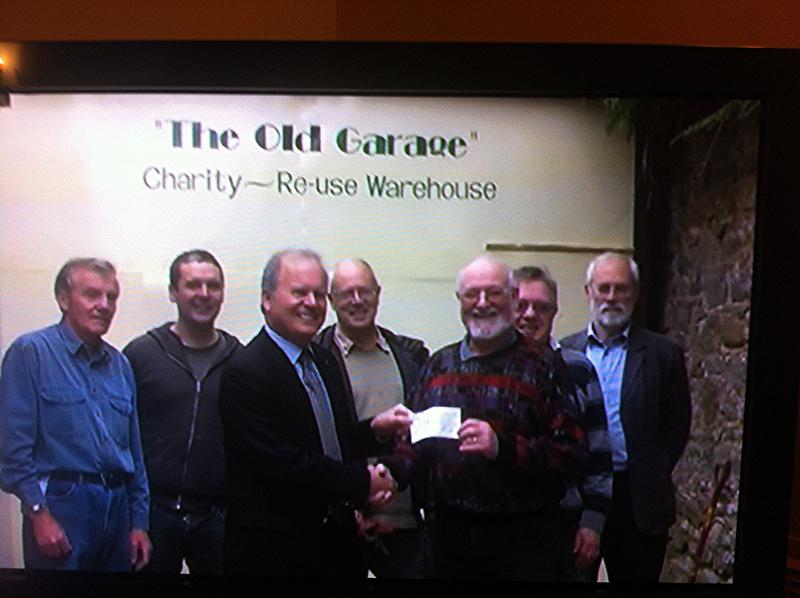 "The Old Garage"
Charity~Re-use Warehouse